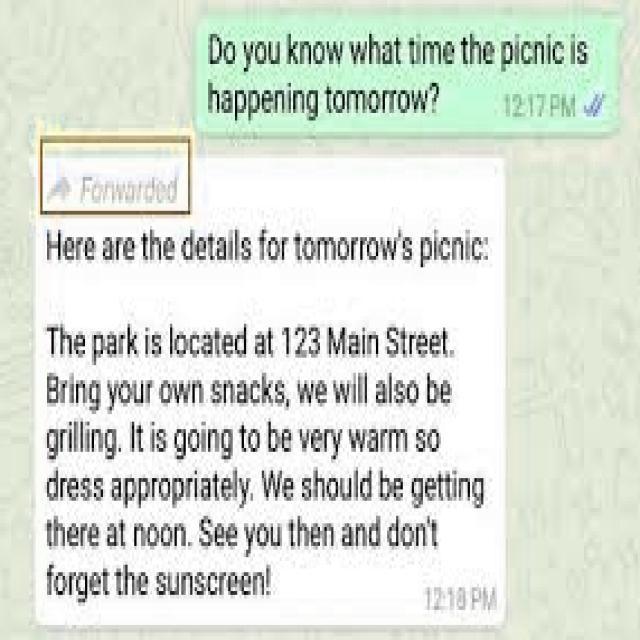 Do you know what time the picnic is
happening tomorrow?
12:17 PM
Forwarded
Here are the details for tomorrow's picnic:
The park is located at 123 Main Street.
Bring your own snacks, we will also be
grilling. It is going to be very warm so
dress appropriately. We should be getting
there at noon. See you then and don't
forget the sunscreen!
12:18 PM